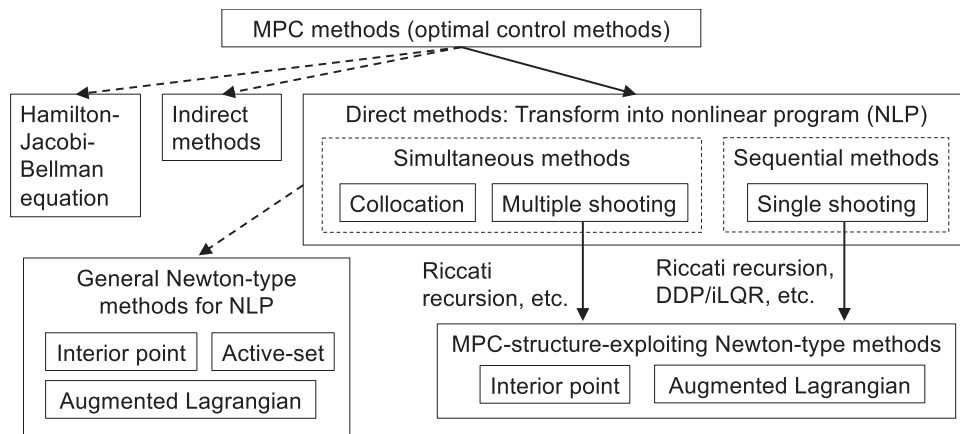 MPC methods (optimal control methods)
Hamilton-
Jacobi-
Bellman
equation
Indirect
methods
Direct methods: Transform into nonlinear program (NLP)
Simultaneous methods
Collocation
Multiple shooting
Sequential methods
Single shooting
General Newton-type
methods for NLP
Interior point
Active-set
Augmented Lagrangian
Riccati
recursion, etc.
Riccati recursion,
DDP/iLQR, etc.
MPC-structure-exploiting Newton-type methods
Interior point
Augmented Lagrangian